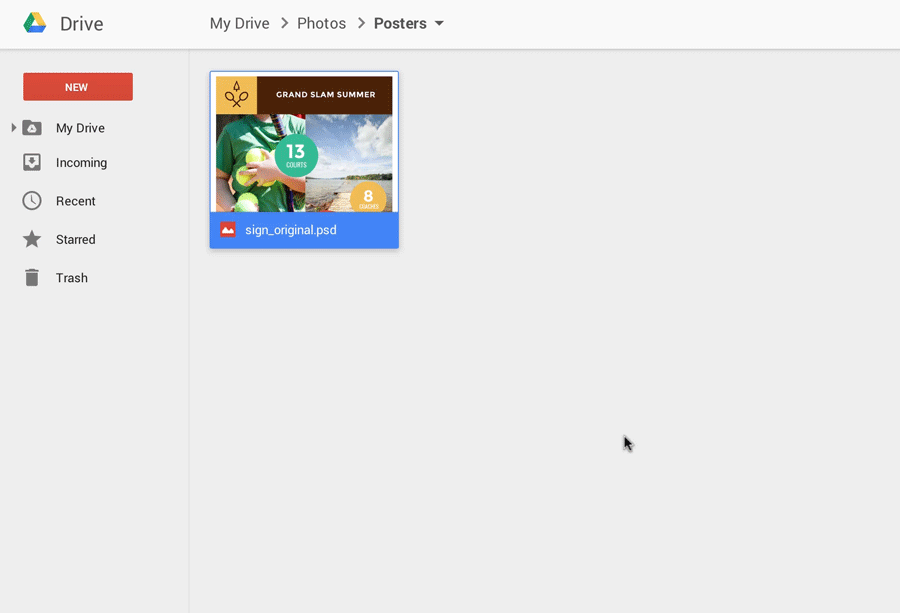 Drive
My Drive > Photos > Posters
NEW
My Drive
Incoming
Recent
Starred
Trash
GRAND SLAM SUMMER
13
COURTS
8
COACHES
sign_original.psd